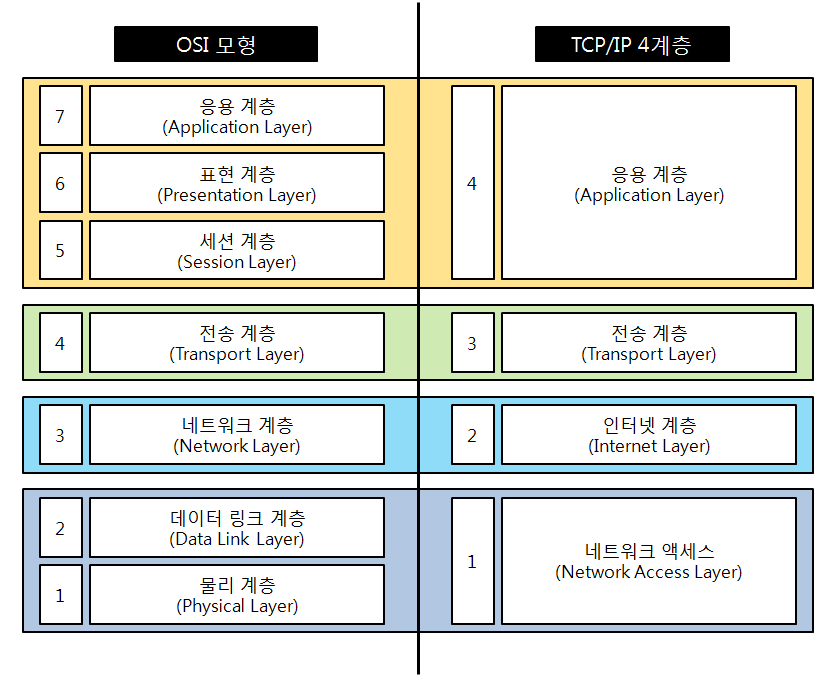 OSI 모형
TCP/IP 4계층
7
응용 계층
(Application Layer)
6
표현 계층
(Presentation Layer)
5
세션 계층
(Session Layer)
4
응용 계층
(Application Layer)
4
전송 계층
(Transport Layer)
3
전송 계층
(Transport Layer)
3
네트워크 계층
(Network Layer)
2
인터넷 계층
(Internet Layer)
2
데이터 링크 계층
(Data Link Layer)
1
물리 계층
(Physical Layer)
1
네트워크 액세스
(Network Access Layer)